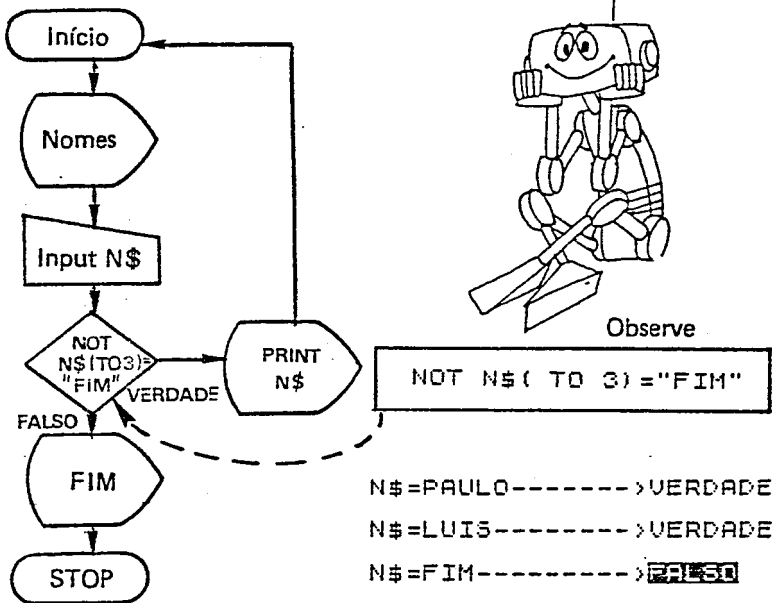 Início
Nomes
Input N$
NOT
N$(TO3)=
"FIM"
VERDADE
PRINT
N$
FALSO
FIM
STOP
Observe
NOT N$( TO 3)="FIM"
N$=PAULO-------->VERDADE
N$=LUIS--------->VERDADE
N$=FIM---------->FALSO